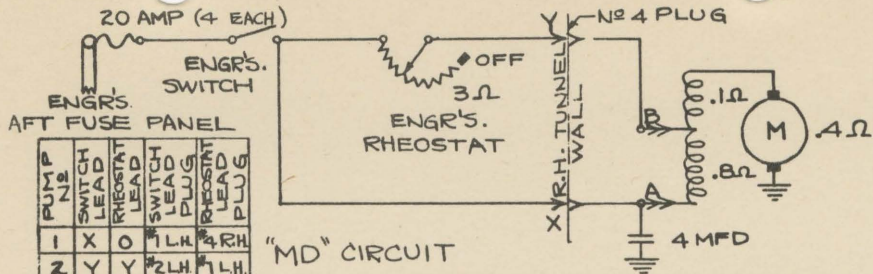 20 AMP (4 EACH)
Nº 4 PLUG
Y
ENGR'S.
SWITCH
OFF
3Ω
ENGR'S.
RHEOSTAT
R.H. TUNNEL
WALL
X
ENGR'S.
AFT FUSE PANEL
B
A
.1Ω
.8Ω
M
.4Ω
4 MFD
"MD" CIRCUIT
PUMP Nº
SWITCH LEAD
RHEOSTAT LEAD
SWITCH LEAD PLUG
RHEOSTAT LEAD PLUG
1 X O #1 L.H. #4 R.H.
2 Y Y #2 L.H. #1 L.H.